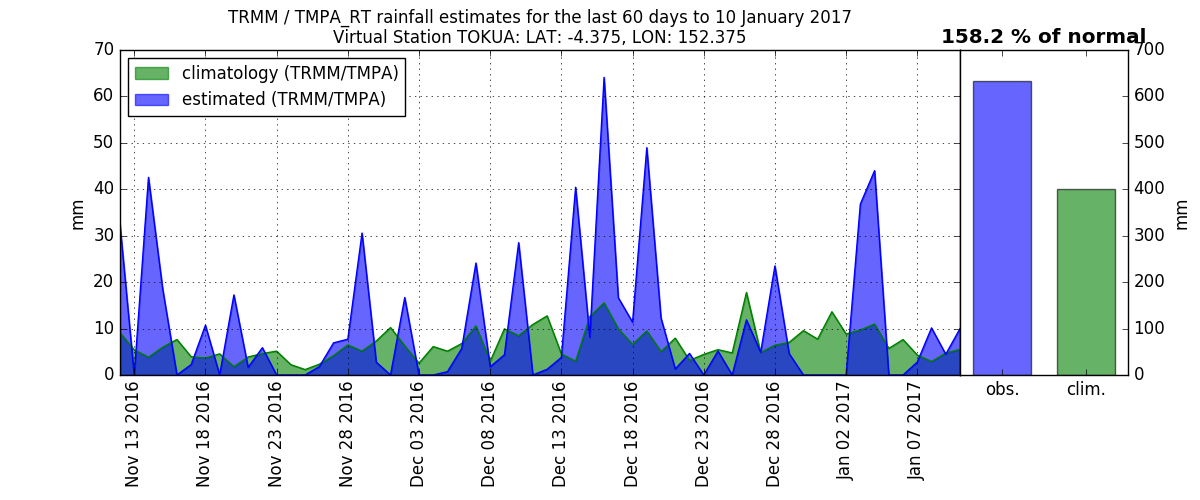 TRMM / TMPA_RT rainfall estimates for the last 60 days to 10 January 2017
Virtual Station TOKUA: LAT: -4.375, LON: 152.375
158.2 % of normal
climatology (TRMM/TMPA)
estimated (TRMM/TMPA)
70
60
50
40
30
20
10
0
mm
Nov 13 2016
Nov 18 2016
Nov 23 2016
Nov 28 2016
Dec 03 2016
Dec 08 2016
Dec 13 2016
Dec 18 2016
Dec 23 2016
Dec 28 2016
Jan 02 2017
Jan 07 2017
700
600
500
400
300
200
100
0
mm
obs.
clim.